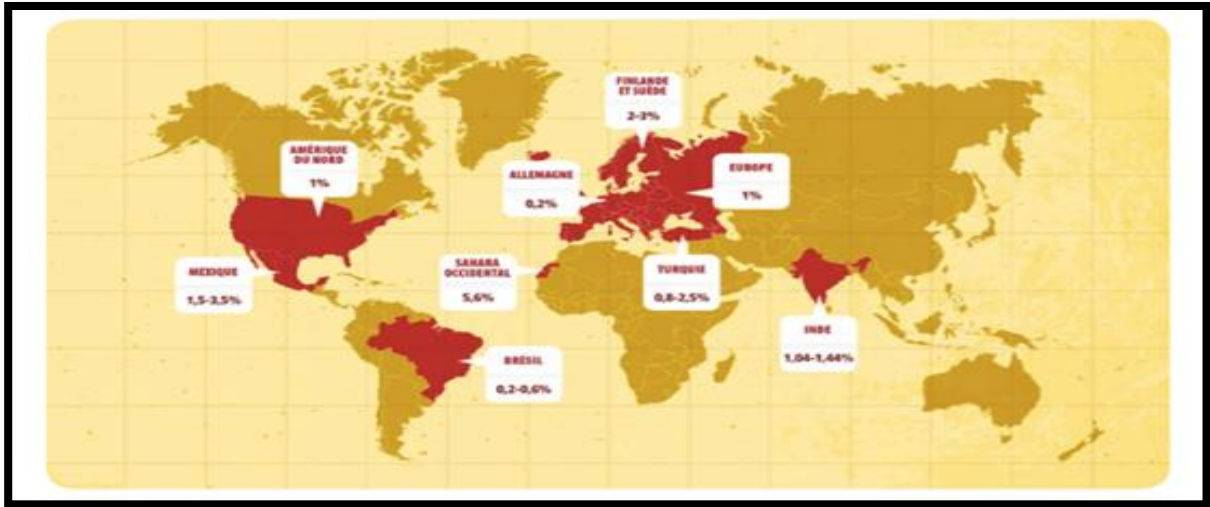 FINLANDE
ET SUÈDE
2-3%
AMÉRIQUE
DU NORD
1%
ALLEMAGNE
0,2%
EUROPE
1%
MEXIQUE
1,5-3,5%
SAHARA
OCCIDENTAL
5,6%
TURQUIE
0,8-2,5%
INDE
1,04-1,44%
BRÉSIL
0,2-0,6%